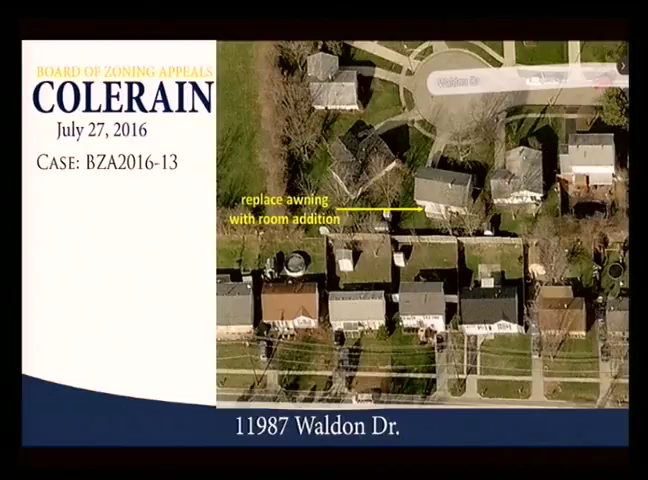 BOARD OF ZONING APPEALS
COLERAIN
July 27, 2016
CASE: BZA2016-13
Waldon Dr
replace awning
with room addition
11987 Waldon Dr.